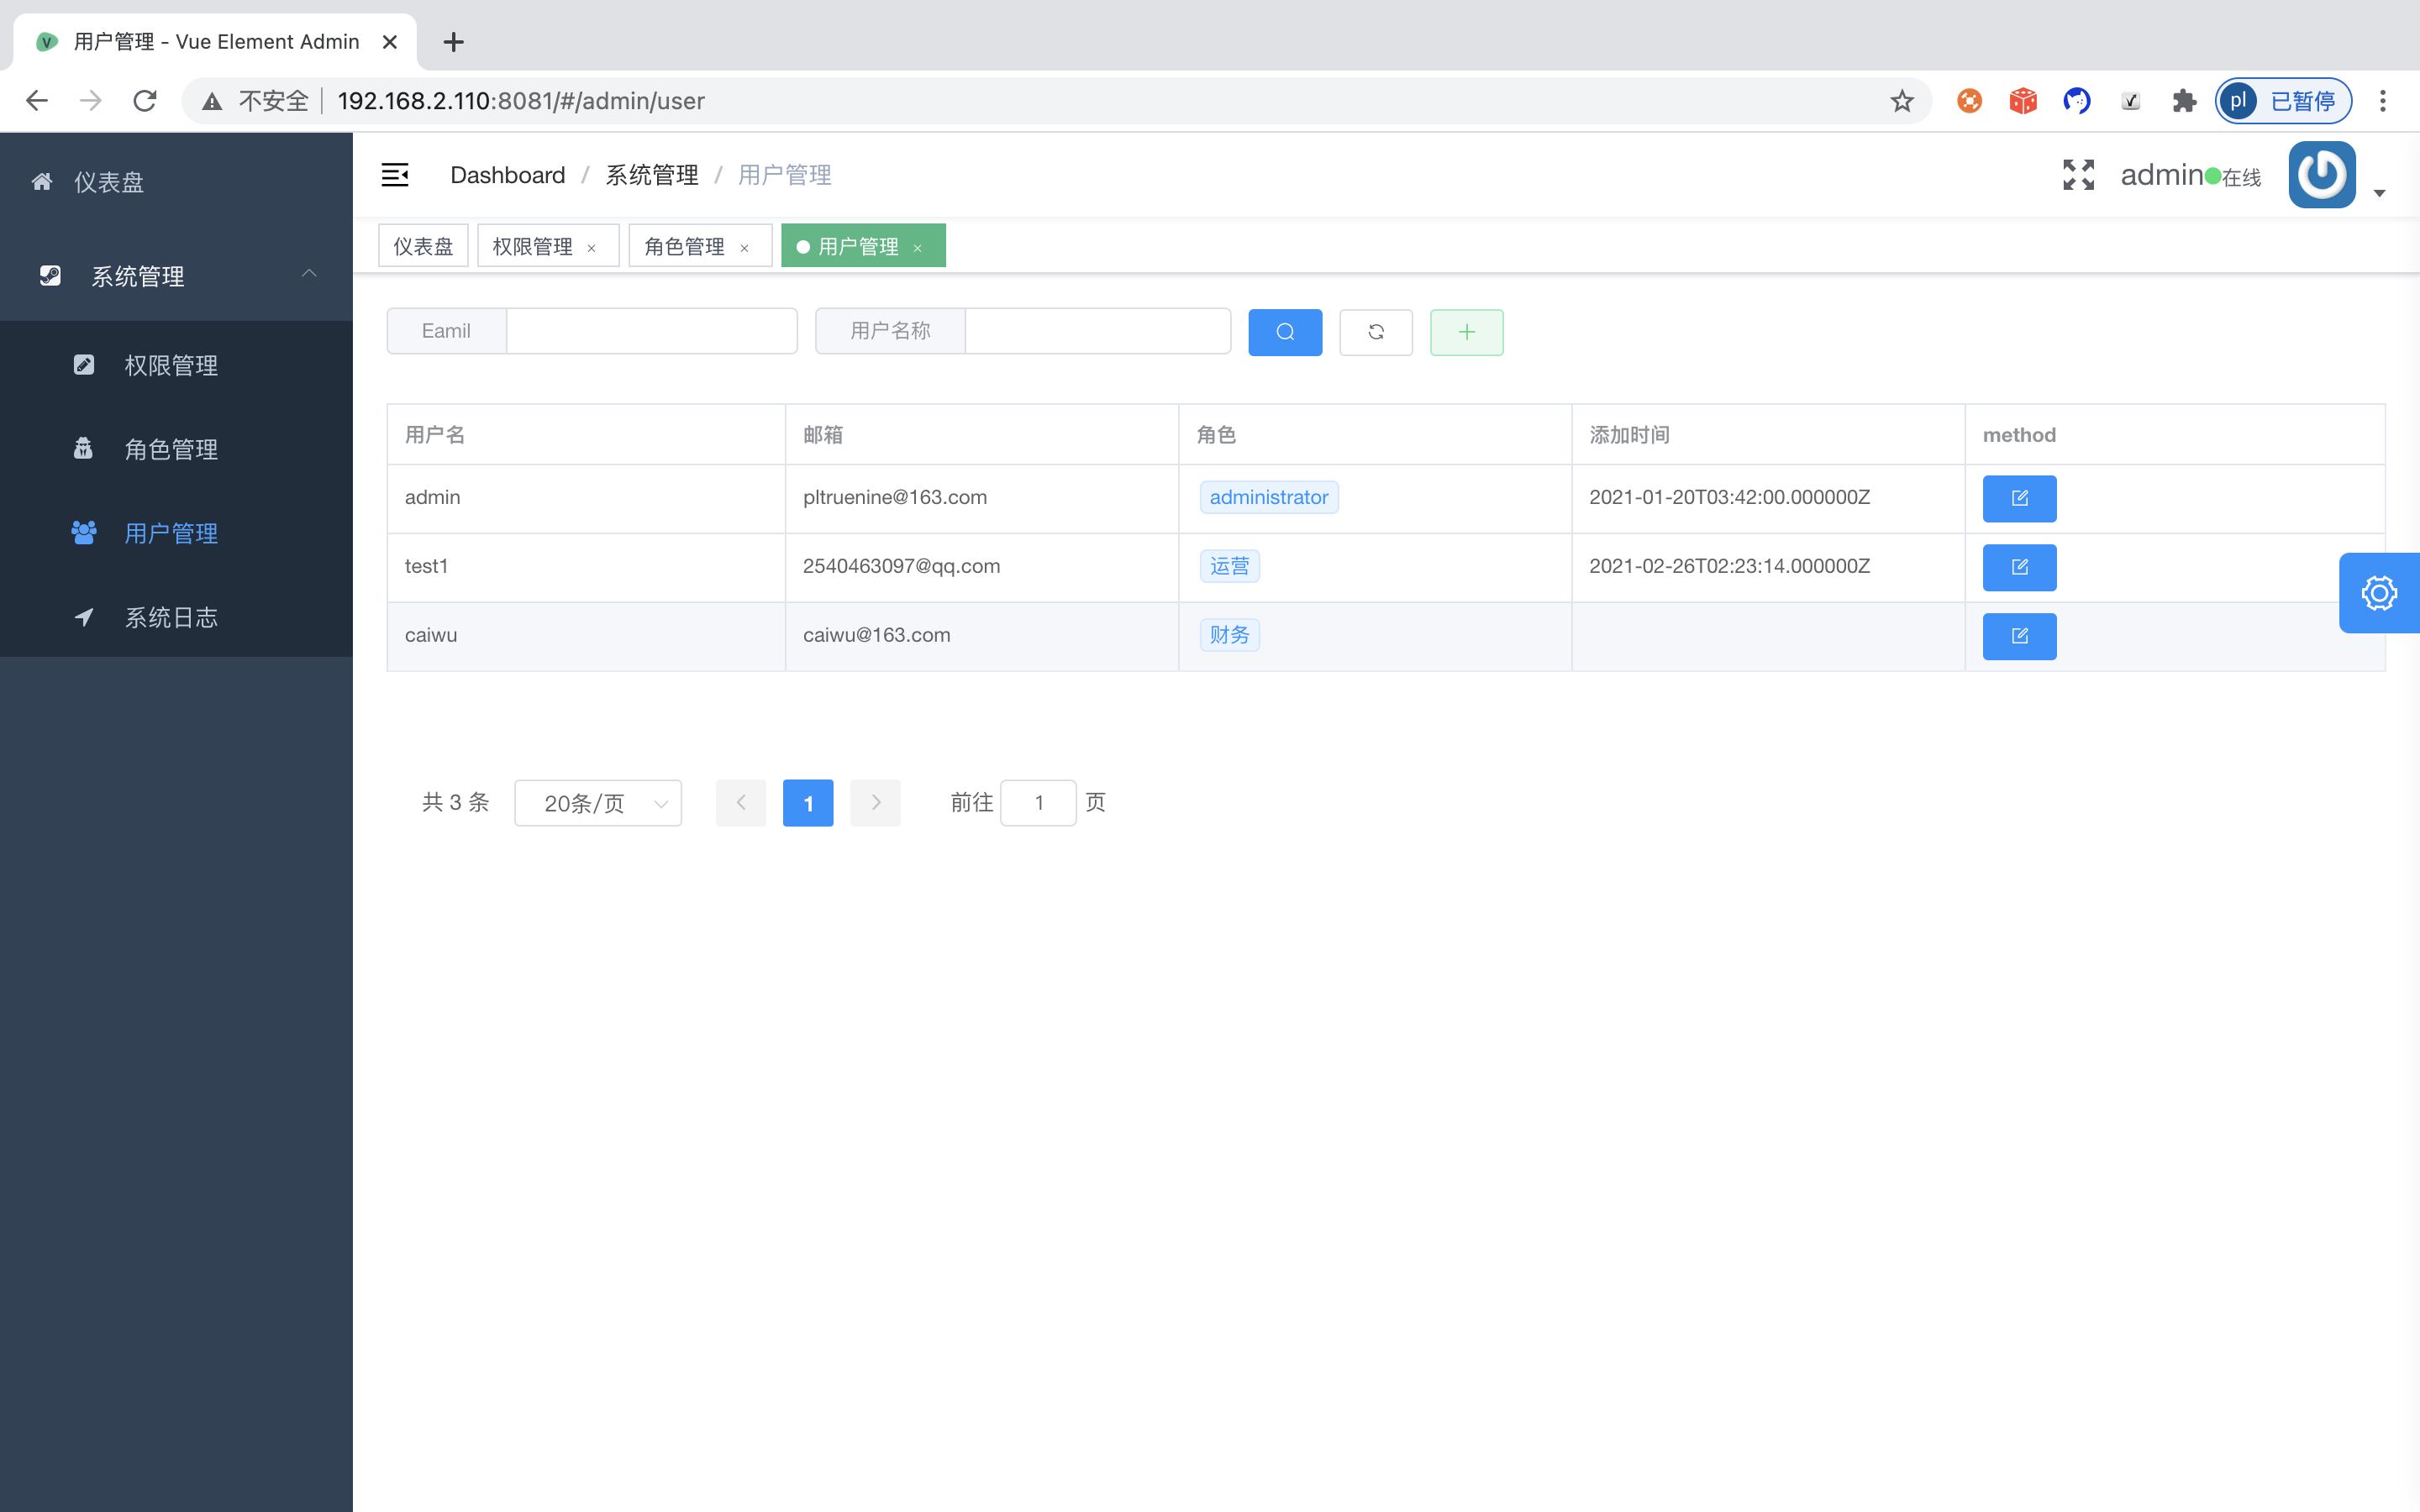 用户管理 - Vue Element Admin
不安全 192.168.2.110:8081/#/admin/user
pl 已暂停
仪表盘
系统管理
权限管理
角色管理
用户管理
系统日志
Dashboard / 系统管理 / 用户管理
admin 在线
仪表盘 权限管理 × 角色管理 × 用户管理 ×
Eamil 用户名称
用户名 邮箱 角色 添加时间 method
admin pltruenine@163.com administrator 2021-01-20T03:42:00.000000Z
test1 2540463097@qq.com 运营 2021-02-26T02:23:14.000000Z
caiwu caiwu@163.com 财务
共 3 条 20条/页 1 前往 1 页